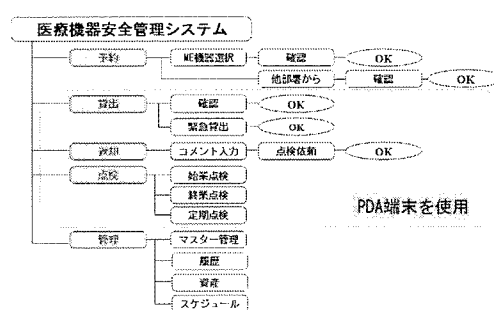 医療機器安全管理システム
予約 ME機器選択 確認 OK
他部署から 確認 OK
貸出 確認 OK
緊急貸出 OK
返却 コメント入力 点検依頼 OK
点検 始業点検
終業点検
定期点検
PDA端末を使用
管理 マスター管理
履歴
資産
スケジュール